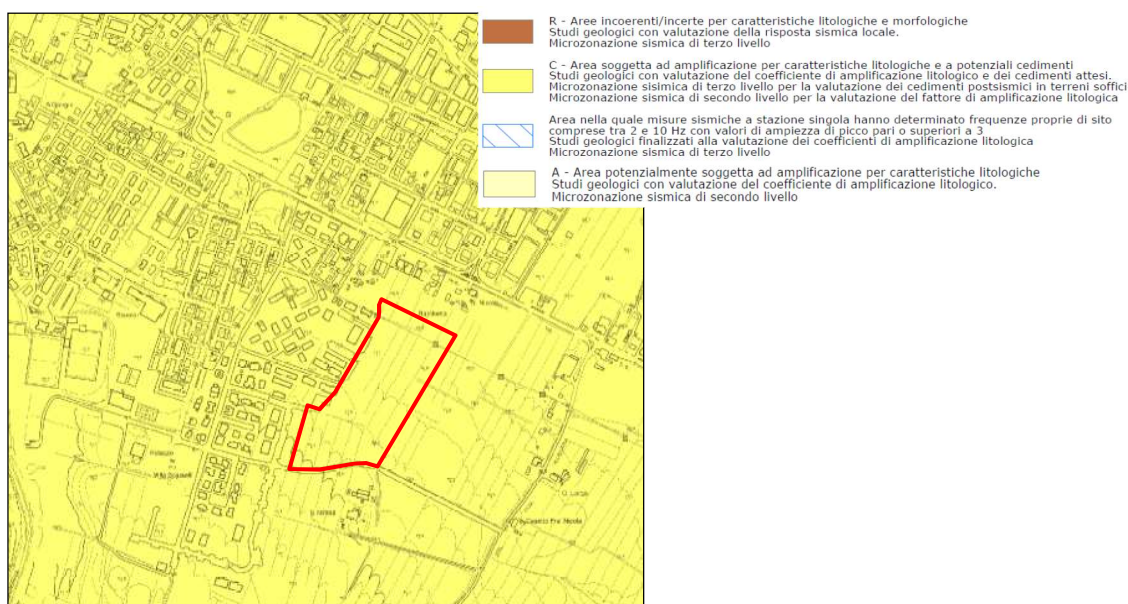 R - Aree incoerenti/incerte per caratteristiche litologiche e morfologiche
Studi geologici con valutazione della risposta sismica locale.
Microzonazione sismica di terzo livello
C - Area soggetta ad amplificazione per caratteristiche litologiche e a potenziali cedimenti
Studi geologici con valutazione del coefficiente di amplificazione litologico e dei cedimenti attesi.
Microzonazione sismica di terzo livello per la valutazione dei cedimenti postsismici in terreni soffici
Microzonazione sismica di secondo livello per la valutazione del fattore di amplificazione litologica
Area nella quale misure sismiche a stazione singola hanno determinato frequenze proprie di sito
comprese tra 2 e 10 Hz con valori di ampiezza di picco pari o superiori a 3
Studi geologici finalizzati alla valutazione dei coefficienti di amplificazione litologica
Microzonazione sismica di terzo livello
A - Area potenzialmente soggetta ad amplificazione per caratteristiche litologiche
Studi geologici con valutazione del coefficiente di amplificazione litologico.
Microzonazione sismica di secondo livello